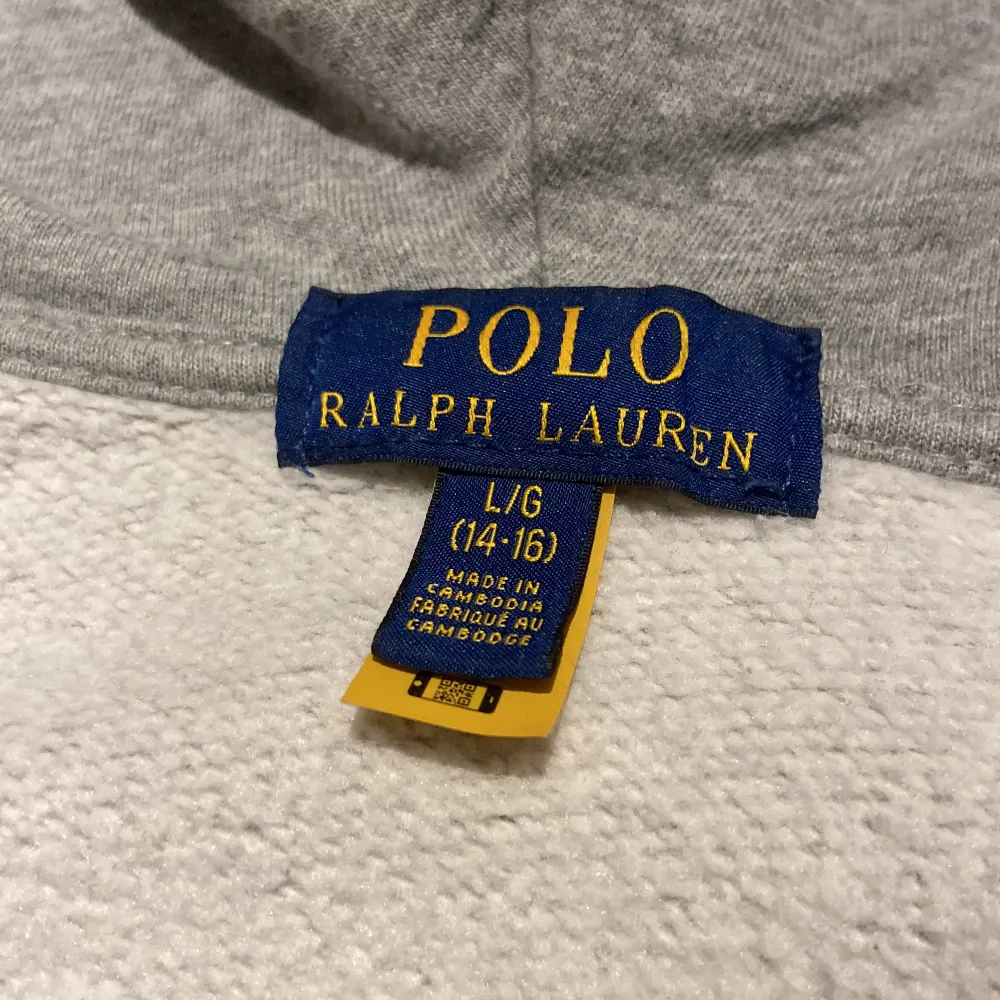 POLO
RALPH LAUREN
L/G
(14-16)
MADE IN
CAMBODIA
FABRIQUÉ AU
CAMBODGE